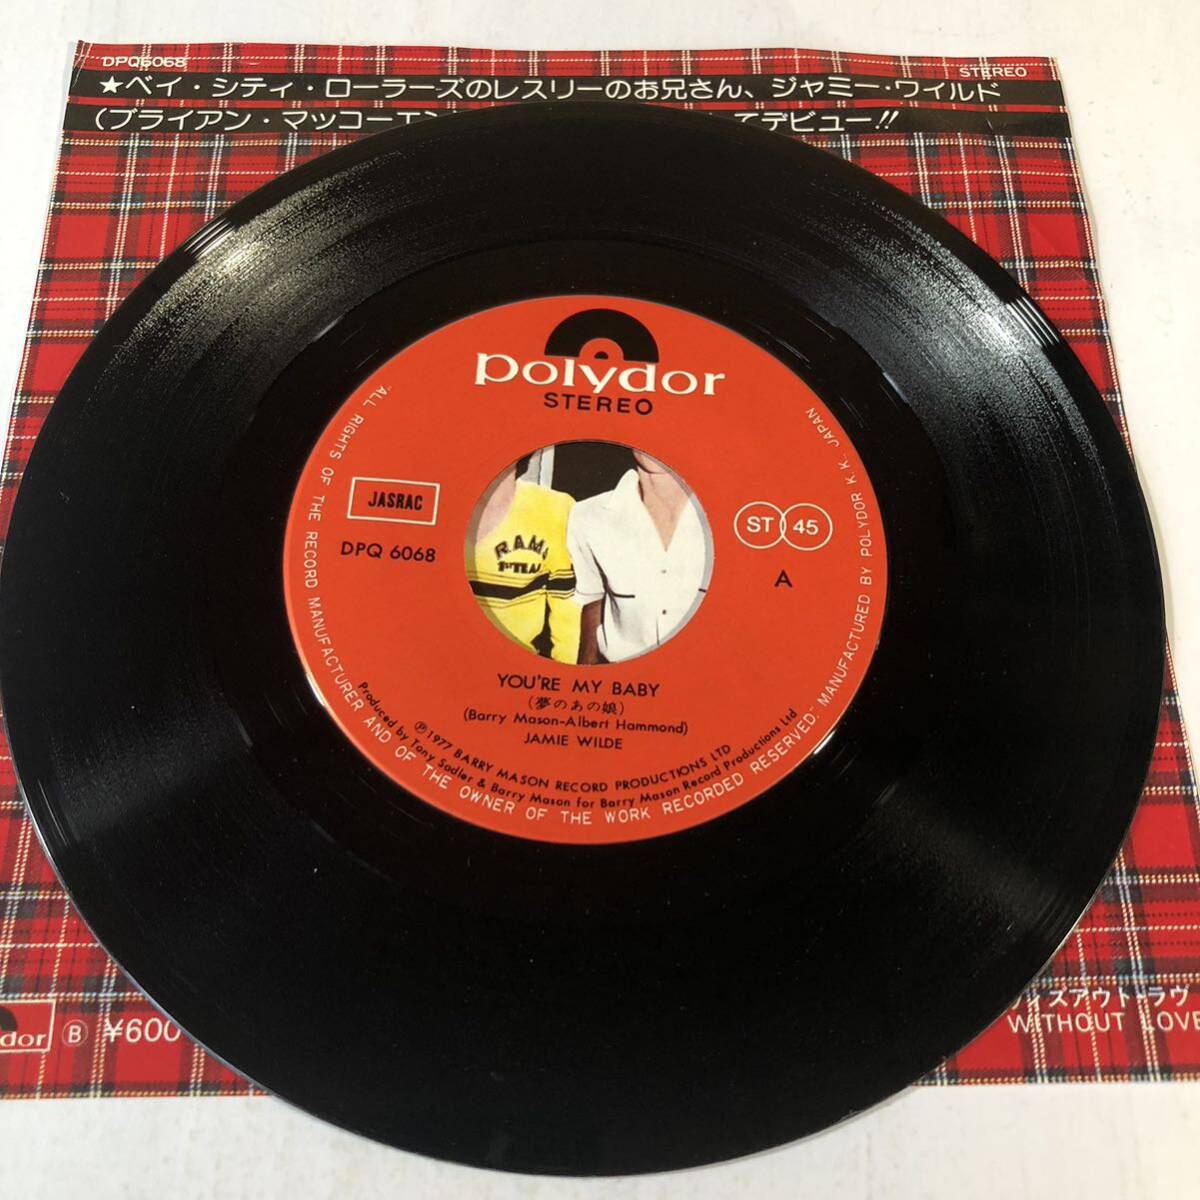 DPQ6068
STEREO
★ベイ・シティ・ローラーズのレスリーのお兄さん、ジャミー・ワイルド
(ブライアン・マッコーエン
てデビュー!!
polydor
STEREO
JASRAC
DPQ 6068
ST 45
A
RAM
1ST TEA
YOU'RE MY BABY
(夢のあの娘)
(Barry Mason-Albert Hammond)
JAMIE WILDE
℗1977 BARRY MASON RECORD PRODUCTIONS LTD
Produced by Tony Sadler & Barry Mason for Barry Mason Record Productions Ltd
"ALL RIGHTS OF THE RECORD MANUFACTURER AND OF THE OWNER OF THE WORK RECORDED RESERVED." MANUFACTURED BY POLYDOR K.K., JAPAN
dor Ⓑ ¥600
ィズアウト・ラヴ
WITHOUT LOVE